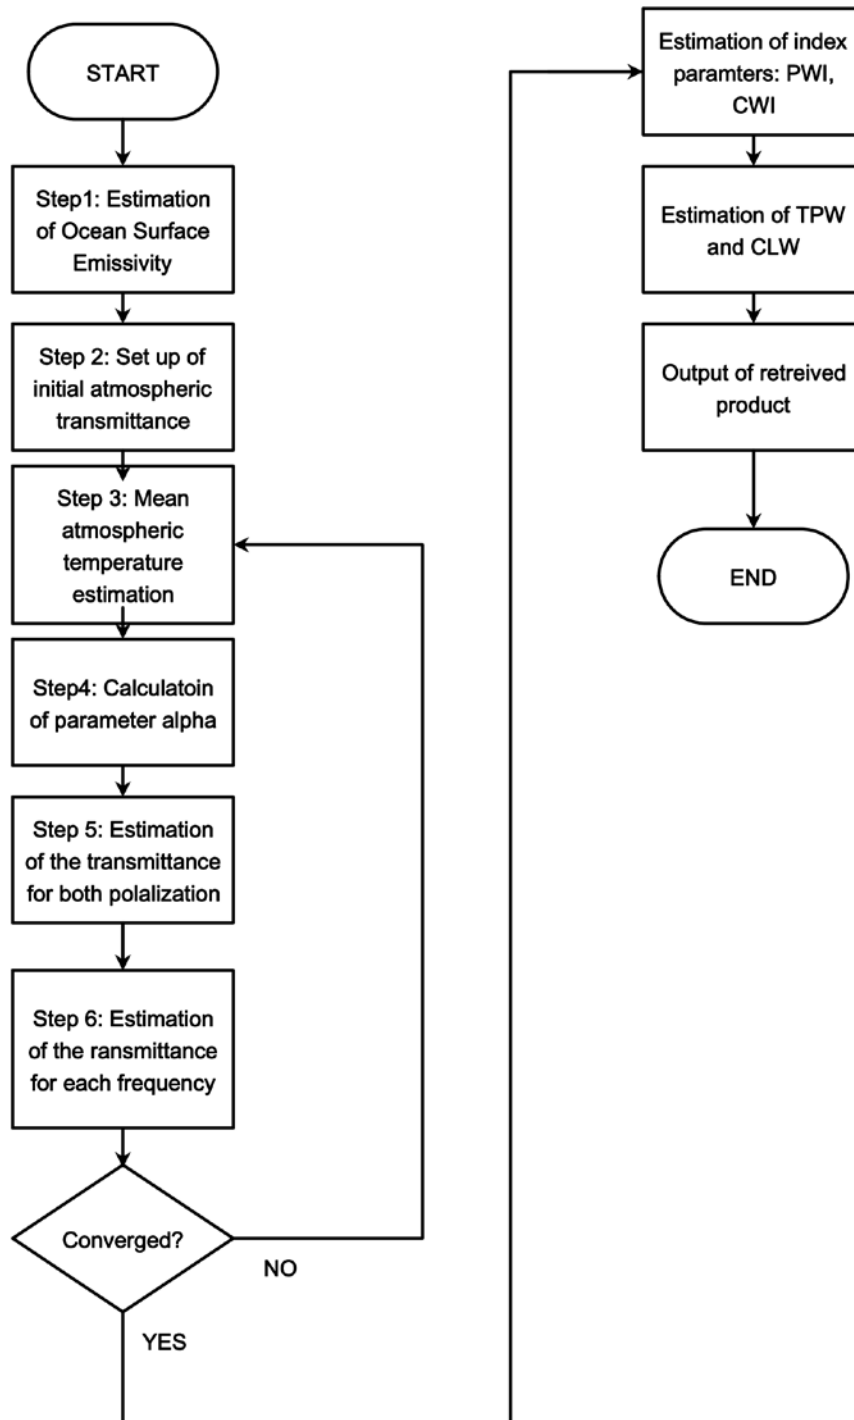 START
Step1: Estimation
of Ocean Surface
Emissivity
Step 2: Set up of
initial atmospheric
transmittance
Step 3: Mean
atmospheric
temperature
estimation
Step4: Calculatoin
of parameter alpha
Step 5: Estimation
of the transmittance
for both polalization
Step 6: Estimation
of the ransmittance
for each frequency
Converged?
NO
YES
Estimation of index
paramters: PWI,
CWI
Estimation of TPW
and CLW
Output of retreived
product
END